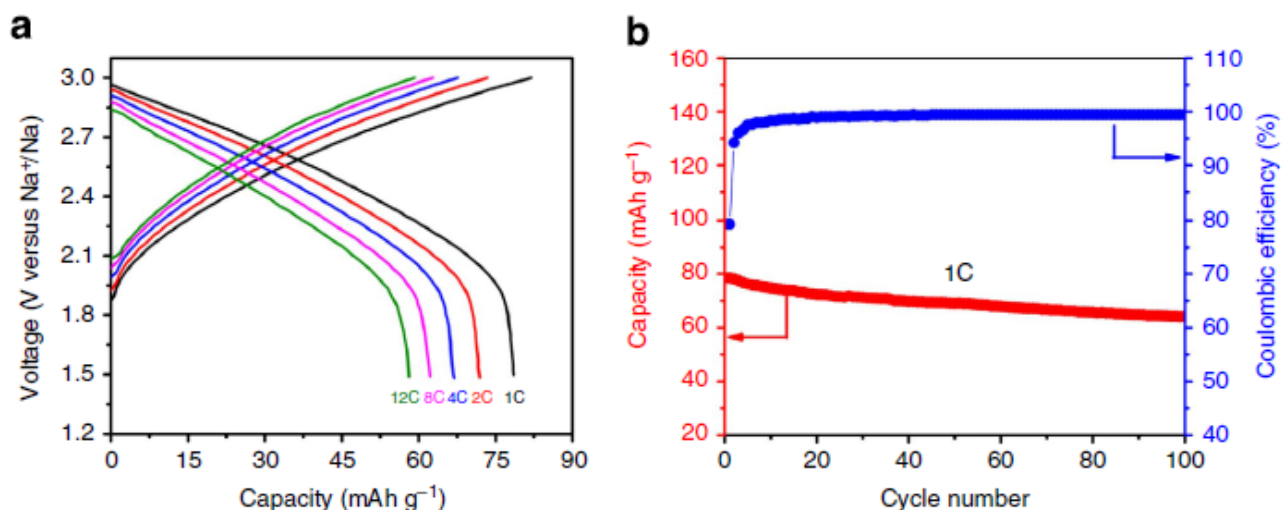 a
3.0
2.7
2.4
2.1
1.8
1.5
1.2
Voltage (V versus Na⁺/Na)
12C 8C 4C 2C 1C
0 15 30 45 60 75 90
Capacity (mAh g⁻¹)
b
160
140
120
100
80
60
40
20
Capacity (mAh g⁻¹)
1C
110
100
90
80
70
60
50
40
Coulombic efficiency (%)
0 20 40 60 80 100
Cycle number